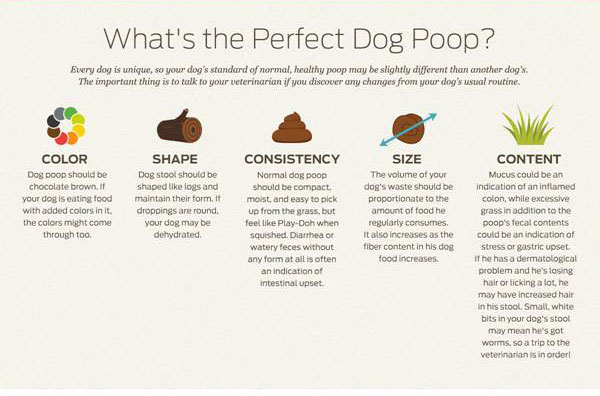 What's the Perfect Dog Poop?
Every dog is unique, so your dog's standard of normal, healthy poop may be slightly different than another dog's.
The important thing is to talk to your veterinarian if you discover any changes from your dog's usual routine.
COLOR
Dog poop should be
chocolate brown. If
your dog is eating food
with added colors in it,
the colors might come
through too.
SHAPE
Dog stool should be
shaped like logs and
maintain their form. If
droppings are round,
your dog may be
dehydrated.
CONSISTENCY
Normal dog poop
should be compact,
moist, and easy to pick
up from the grass, but
feel like Play-Doh when
squished. Diarrhea or
watery feces without
any form at all is often
an indication of
intestinal upset.
SIZE
The volume of your
dog's waste should be
proportionate to the
amount of food he
regularly consumes.
It also increases as the
fiber content in his dog
food increases.
CONTENT
Mucus could be an
indication of an inflamed
colon, while excessive
grass in addition to the
poop's fecal contents
could be an indication of
stress or gastric upset.
If he has a dermatological
problem and he's losing
hair or licking a lot, he
may have increased hair
in his stool. Small, white
bits in your dog's stool
may mean he's got
worms, so a trip to the
veterinarian is in order!